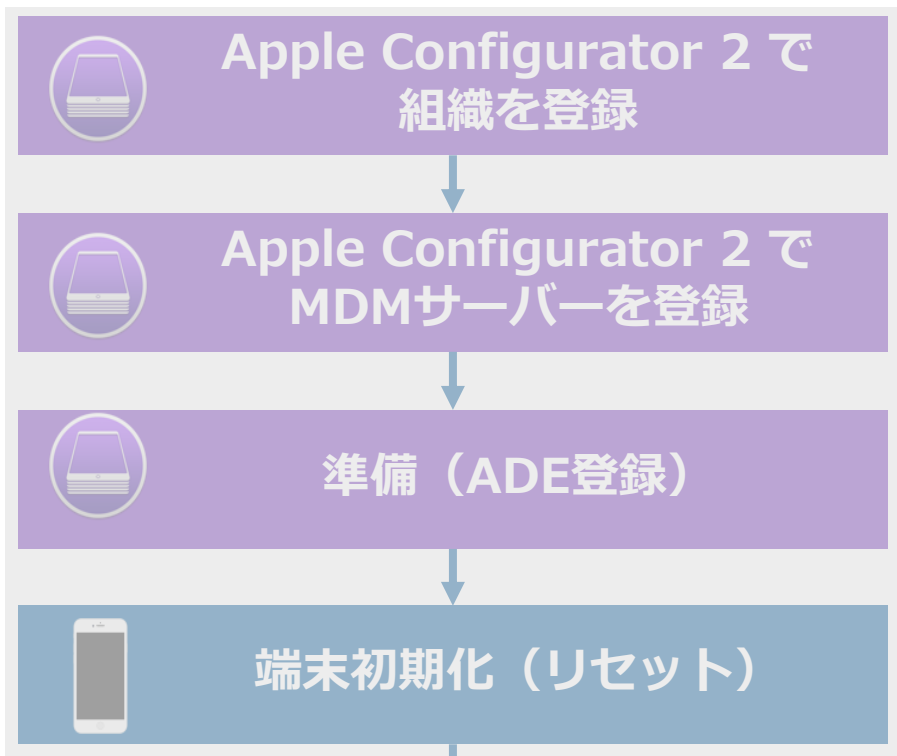 Apple Configurator 2 で
組織を登録
Apple Configurator 2 で
MDMサーバーを登録
準備（ADE登録）
端末初期化（リセット）